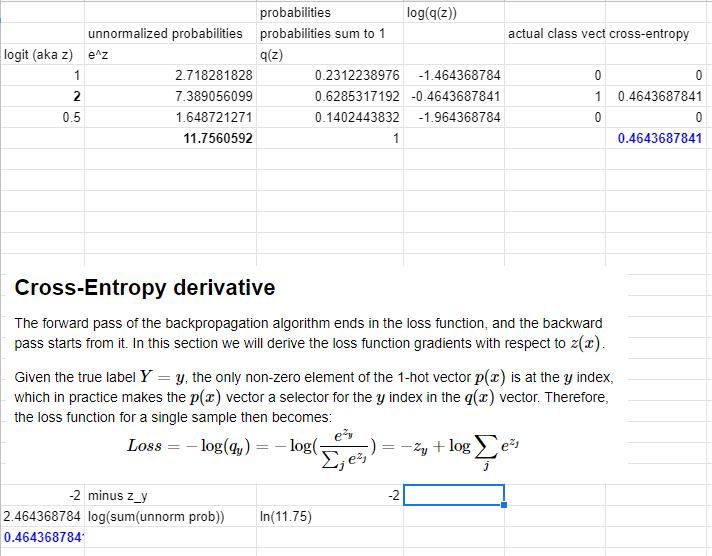 probabilities log(q(z))
unnormalized probabilities probabilities sum to 1 actual class vect cross-entropy
logit (aka z) e^z q(z)
1 2.718281828 0.2312238976 -1.464368784 0 0
2 7.389056099 0.6285317192 -0.4643687841 1 0.4643687841
0.5 1.648721271 0.1402443832 -1.964368784 0 0
11.7560592 1 0.4643687841
Cross-Entropy derivative
The forward pass of the backpropagation algorithm ends in the loss function, and the backward
pass starts from it. In this section we will derive the loss function gradients with respect to z(x).
Given the true label Y = y, the only non-zero element of the 1-hot vector p(x) is at the y index,
which in practice makes the p(x) vector a selector for the y index in the q(x) vector. Therefore,
the loss function for a single sample then becomes:
Loss = − log(q_y) = − log(e^{z_y} / ∑_j e^{z_j}) = −z_y + log ∑_j e^{z_j}
-2 minus z_y -2
2.464368784 log(sum(unnorm prob)) ln(11.75)
0.464368784